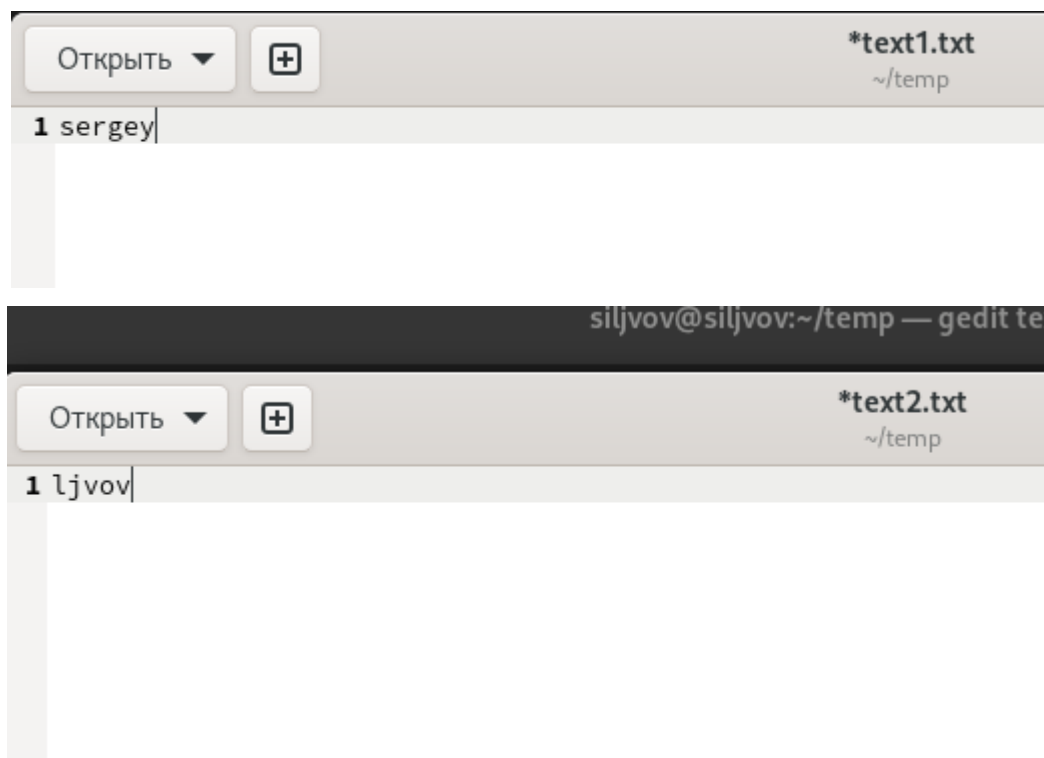 Открыть
*text1.txt
~/temp
1 sergey
siljvov@siljvov:~/temp — gedit te
Открыть
*text2.txt
~/temp
1 ljvov